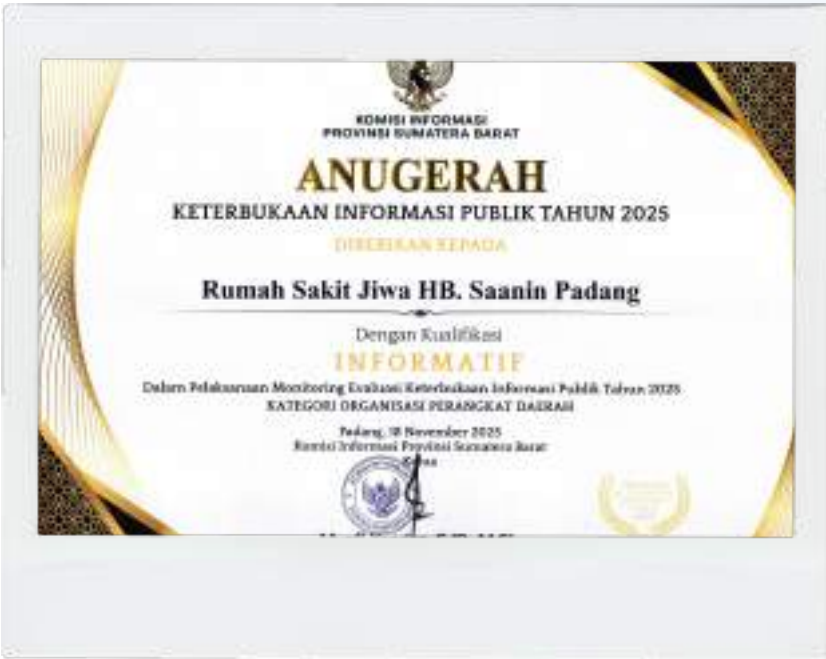 KOMISI INFORMASI
PROVINSI SUMATERA BARAT
ANUGERAH
KETERBUKAAN INFORMASI PUBLIK TAHUN 2025
DIBERIKAN KEPADA
Rumah Sakit Jiwa HB. Saanin Padang
Dengan Kualifikasi
INFORMATIF
Dalam Pelaksanaan Monitoring Evaluasi Keterbukaan Informasi Publik Tahun 2025
KATEGORI ORGANISASI PERANGKAT DAERAH
Padang, 18 November 2025
Komisi Informasi Provinsi Sumatera Barat
Ketua